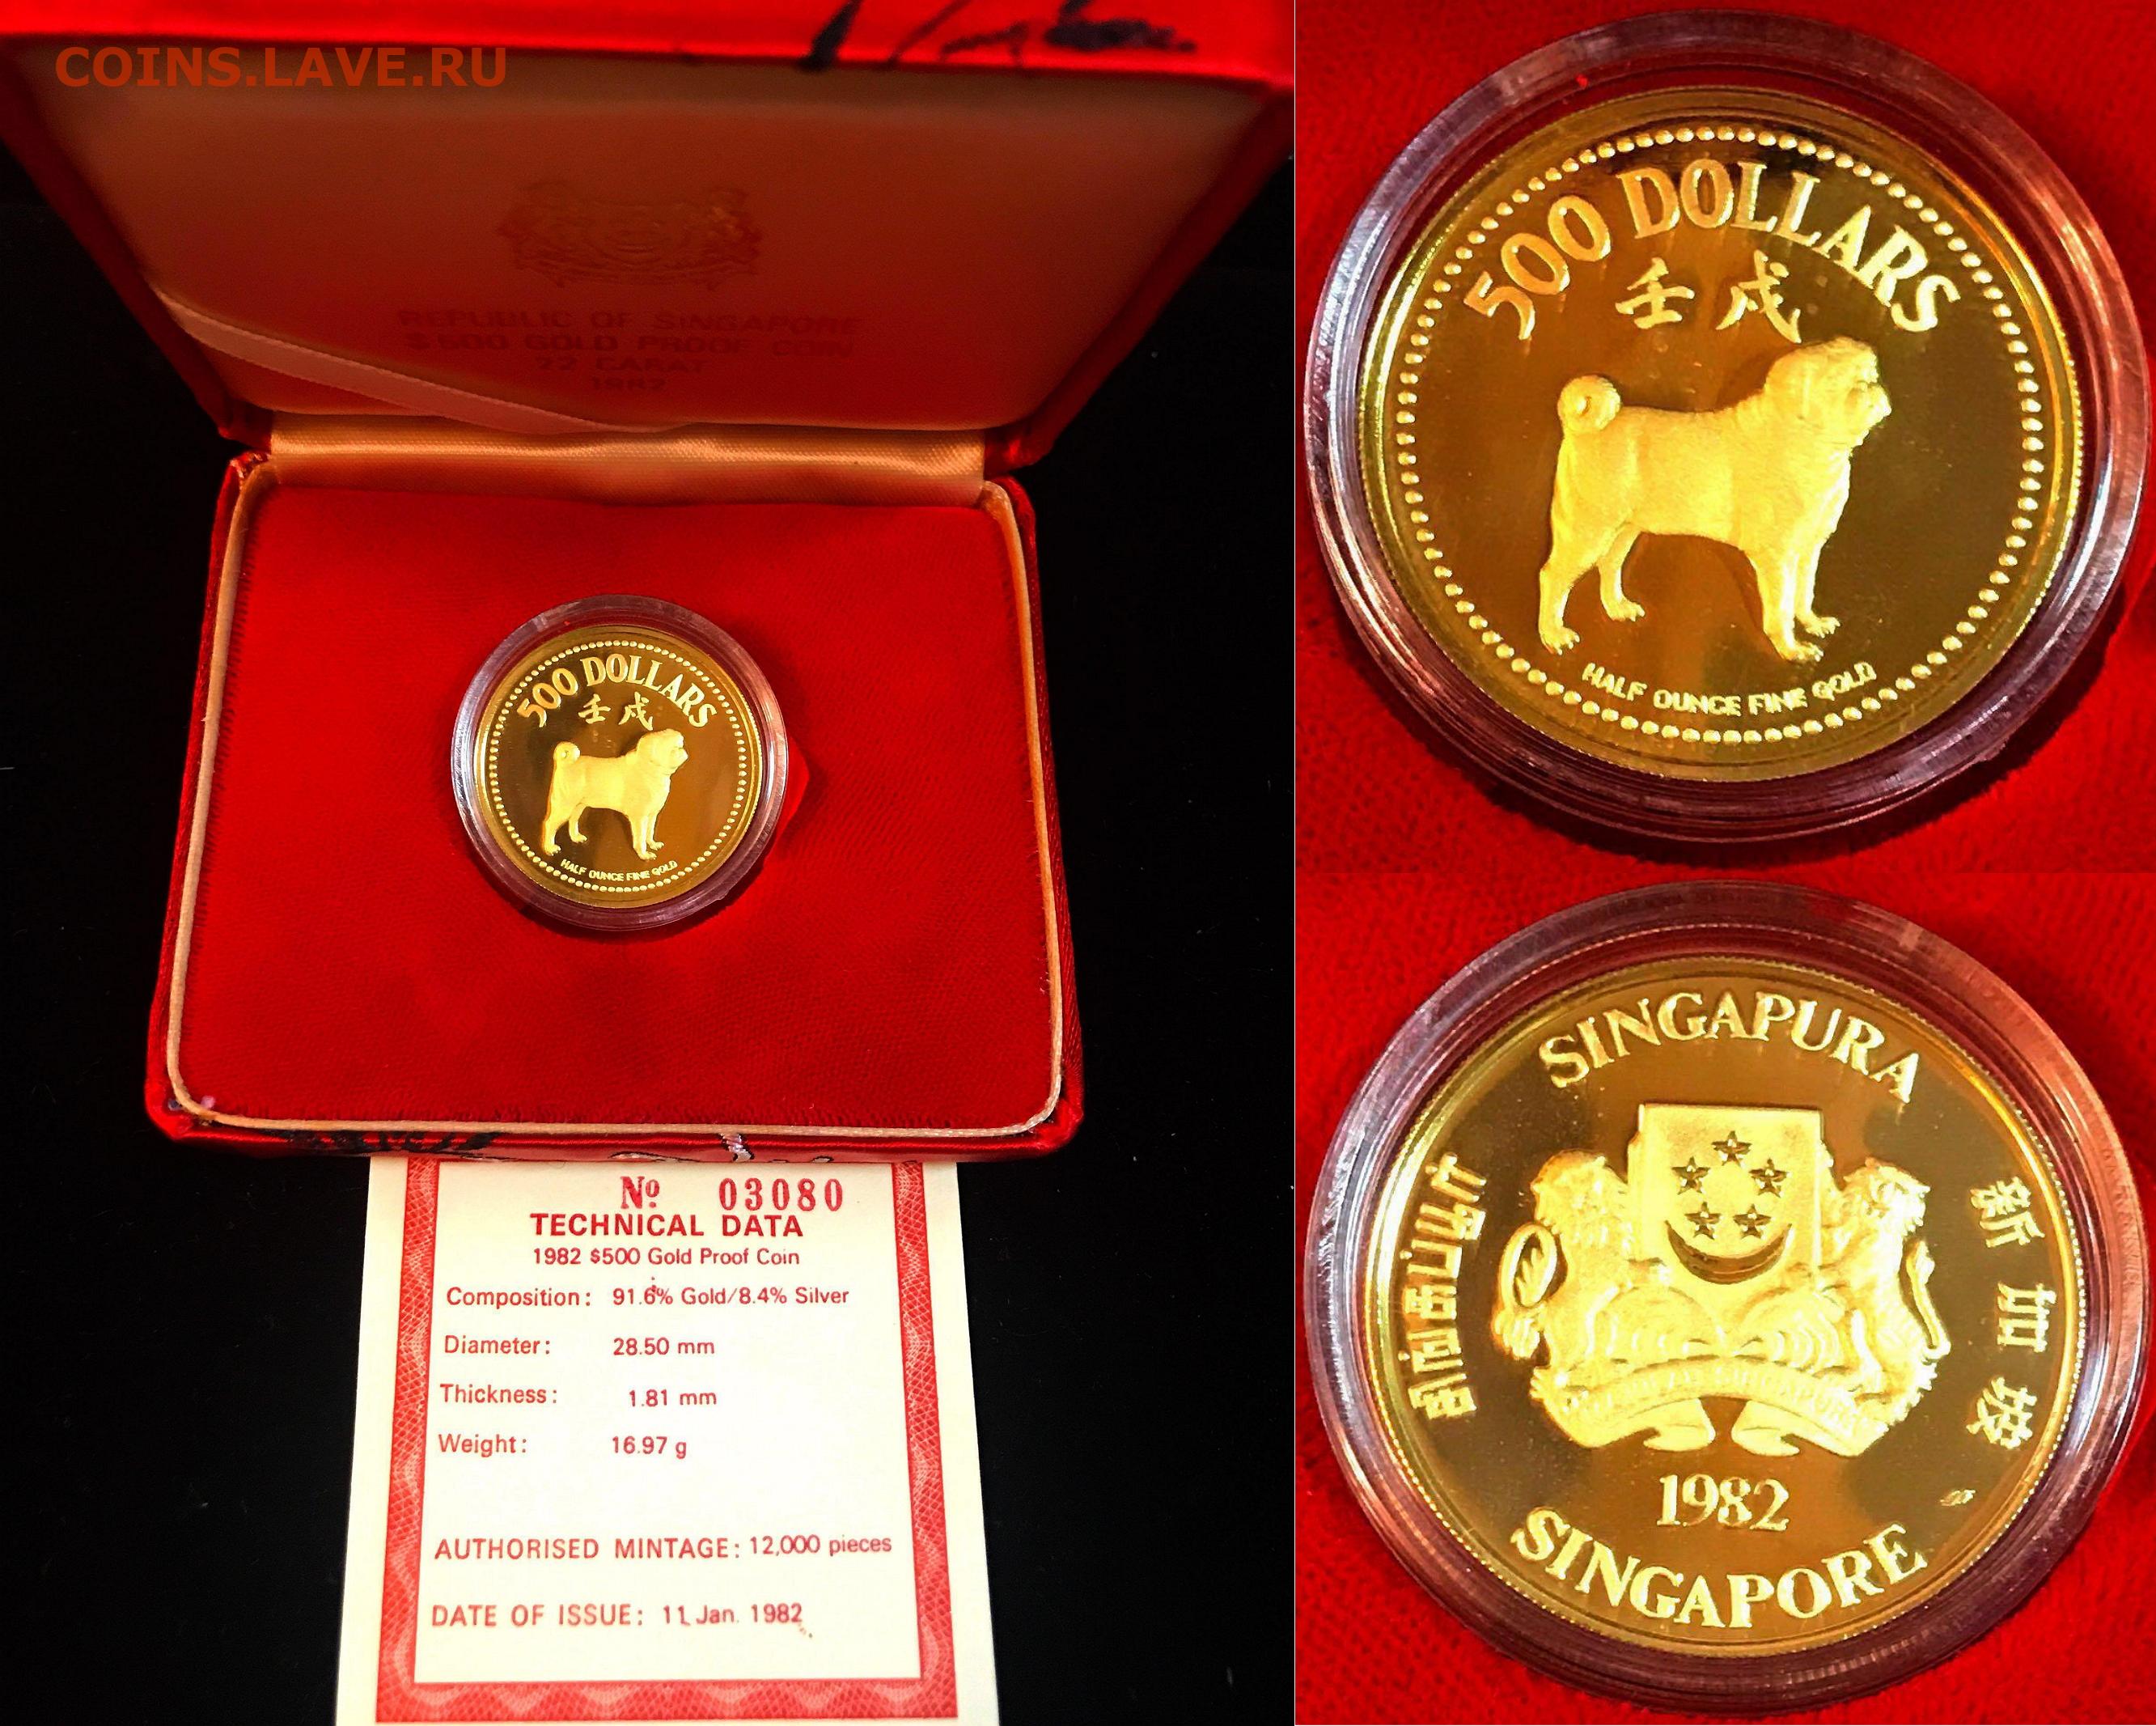 COINS.LAVE.RU
REPUBLIC OF SINGAPORE
$500 GOLD PROOF COIN
22 CARAT
1982
500 DOLLARS
壬戌
HALF OUNCE FINE GOLD
№ 03080
TECHNICAL DATA
1982 $500 Gold Proof Coin
Composition: 91.6% Gold/8.4% Silver
Diameter: 28.50 mm
Thickness: 1.81 mm
Weight: 16.97 g
AUTHORISED MINTAGE: 12,000 pieces
DATE OF ISSUE: 11 Jan. 1982
500 DOLLARS
壬戌
HALF OUNCE FINE GOLD
SINGAPURA
சிங்கப்பூர்
新加坡
1982
SINGAPORE